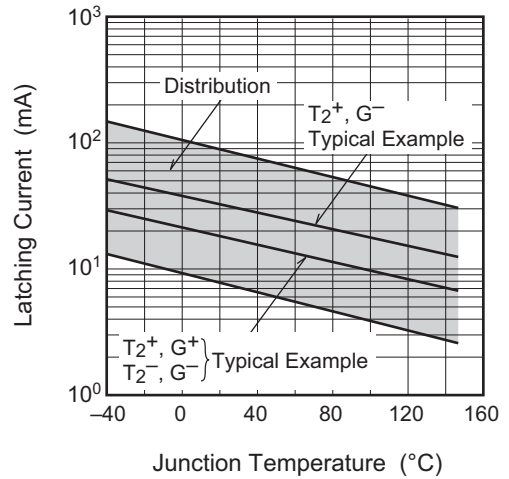 10³
10²
10¹
10⁰
Latching Current (mA)
Distribution
T2⁺, G⁻
Typical Example
T2⁺, G⁺
T2⁻, G⁻
Typical Example
–40 0 40 80 120 160
Junction Temperature (°C)